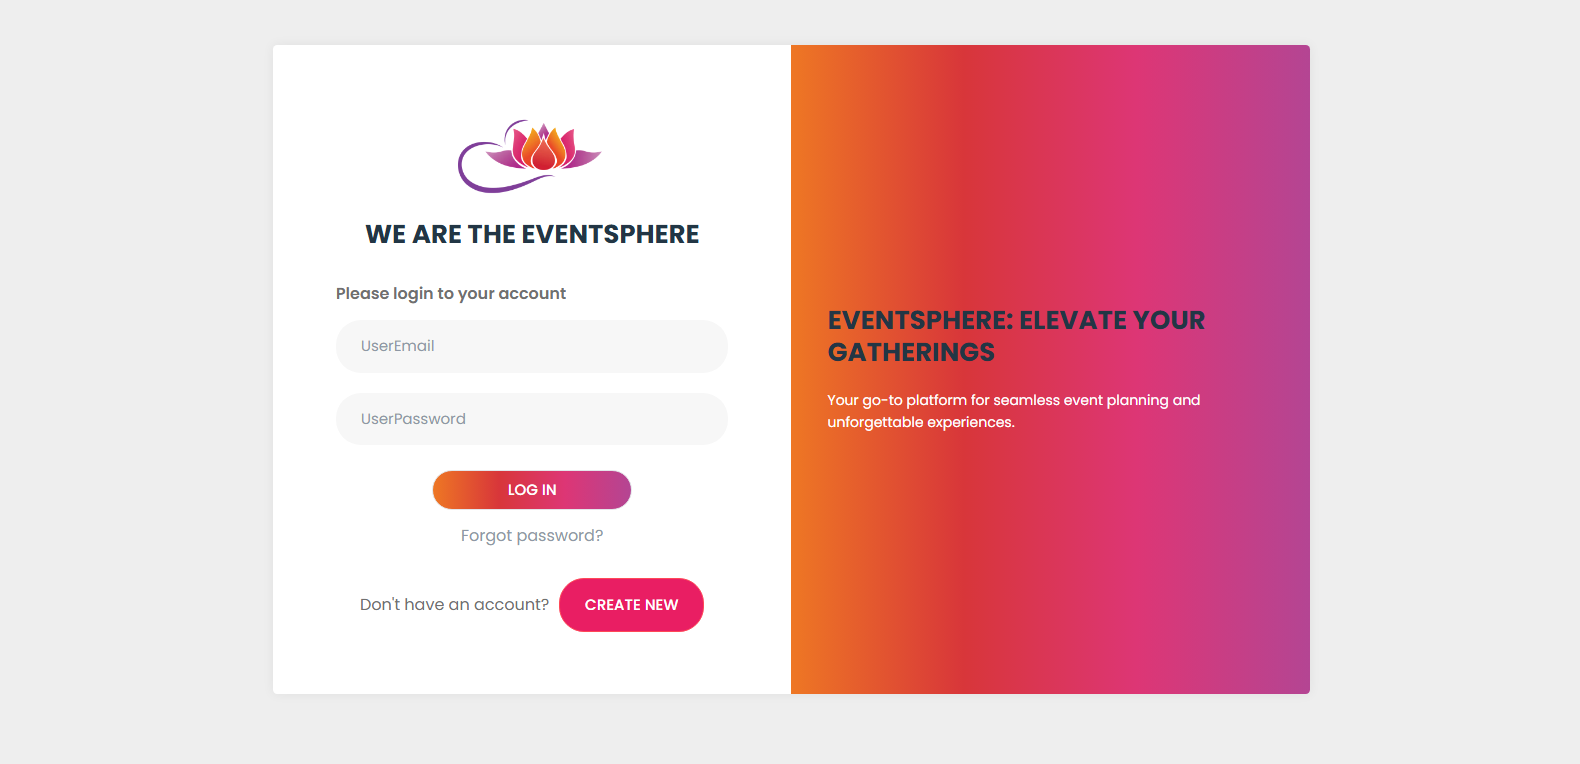 WE ARE THE EVENTSPHERE
Please login to your account
UserEmail
UserPassword
LOG IN
Forgot password?
Don't have an account?
CREATE NEW
EVENTSPHERE: ELEVATE YOUR
GATHERINGS
Your go-to platform for seamless event planning and
unforgettable experiences.